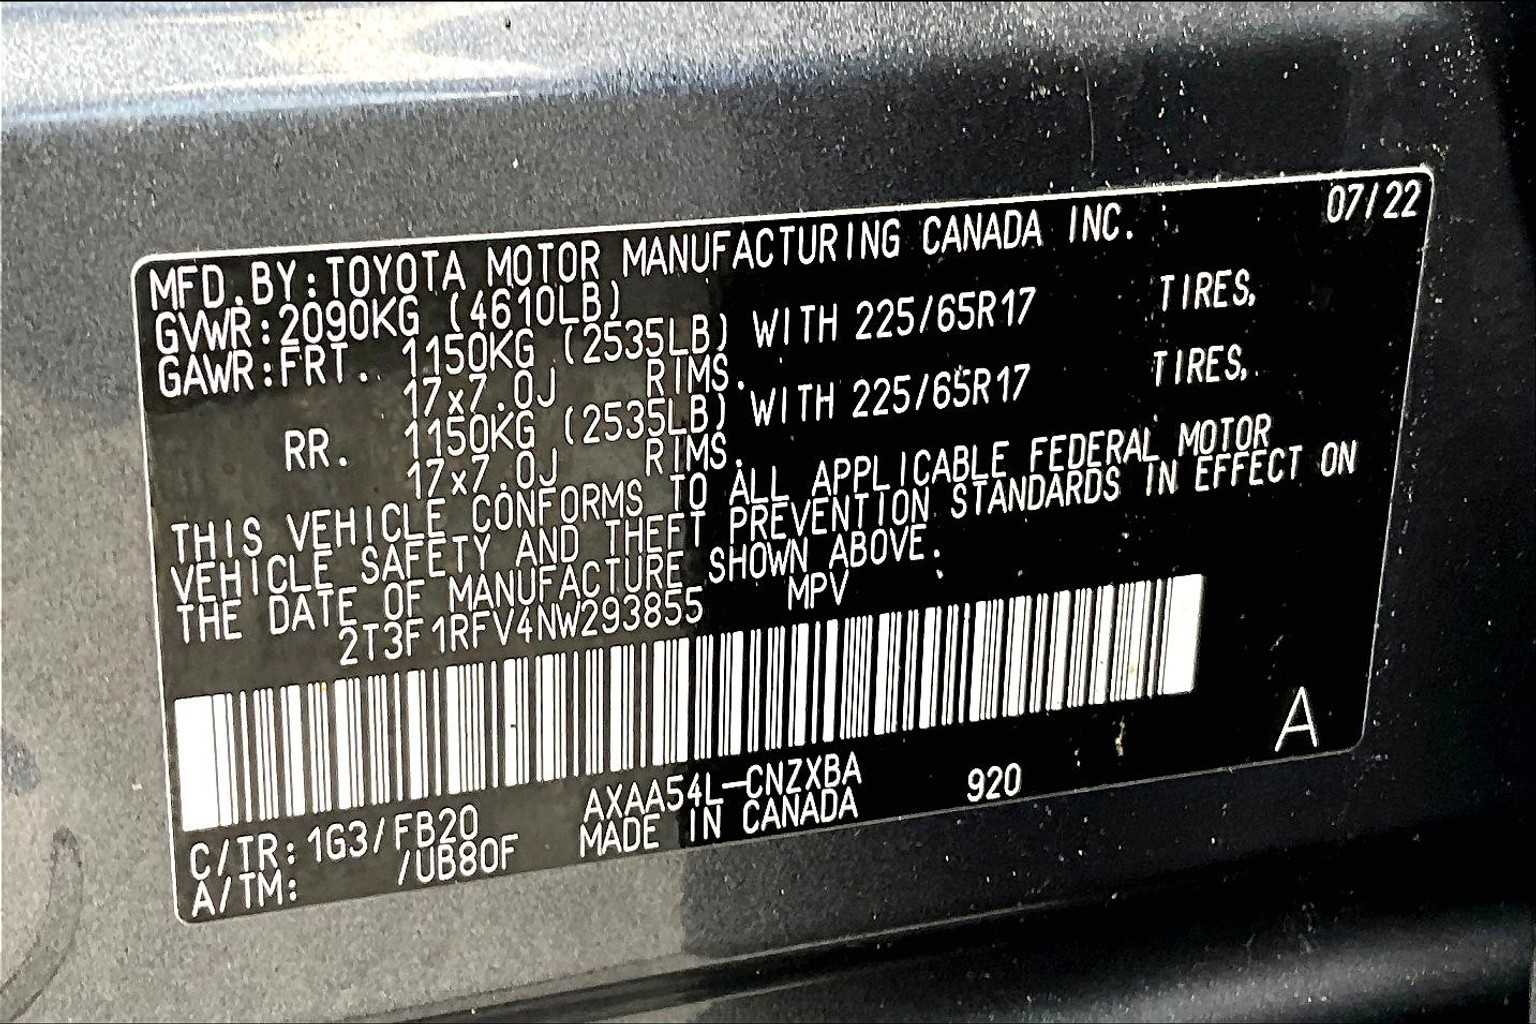 07/22
MFD.BY:TOYOTA MOTOR MANUFACTURING CANADA INC.
GVWR:2090KG (4610LB)
GAWR:FRT. 1150KG (2535LB) WITH 225/65R17 TIRES,
17x7.0J RIMS.
RR. 1150KG (2535LB) WITH 225/65R17 TIRES,
17x7.0J RIMS.
THIS VEHICLE CONFORMS TO ALL APPLICABLE FEDERAL MOTOR
VEHICLE SAFETY AND THEFT PREVENTION STANDARDS IN EFFECT ON
THE DATE OF MANUFACTURE SHOWN ABOVE.
2T3F1RFV4NW293855 MPV
A
C/TR:1G3/FB20 AXAA54L-CNZXBA 920
A/TM: /UB80F MADE IN CANADA